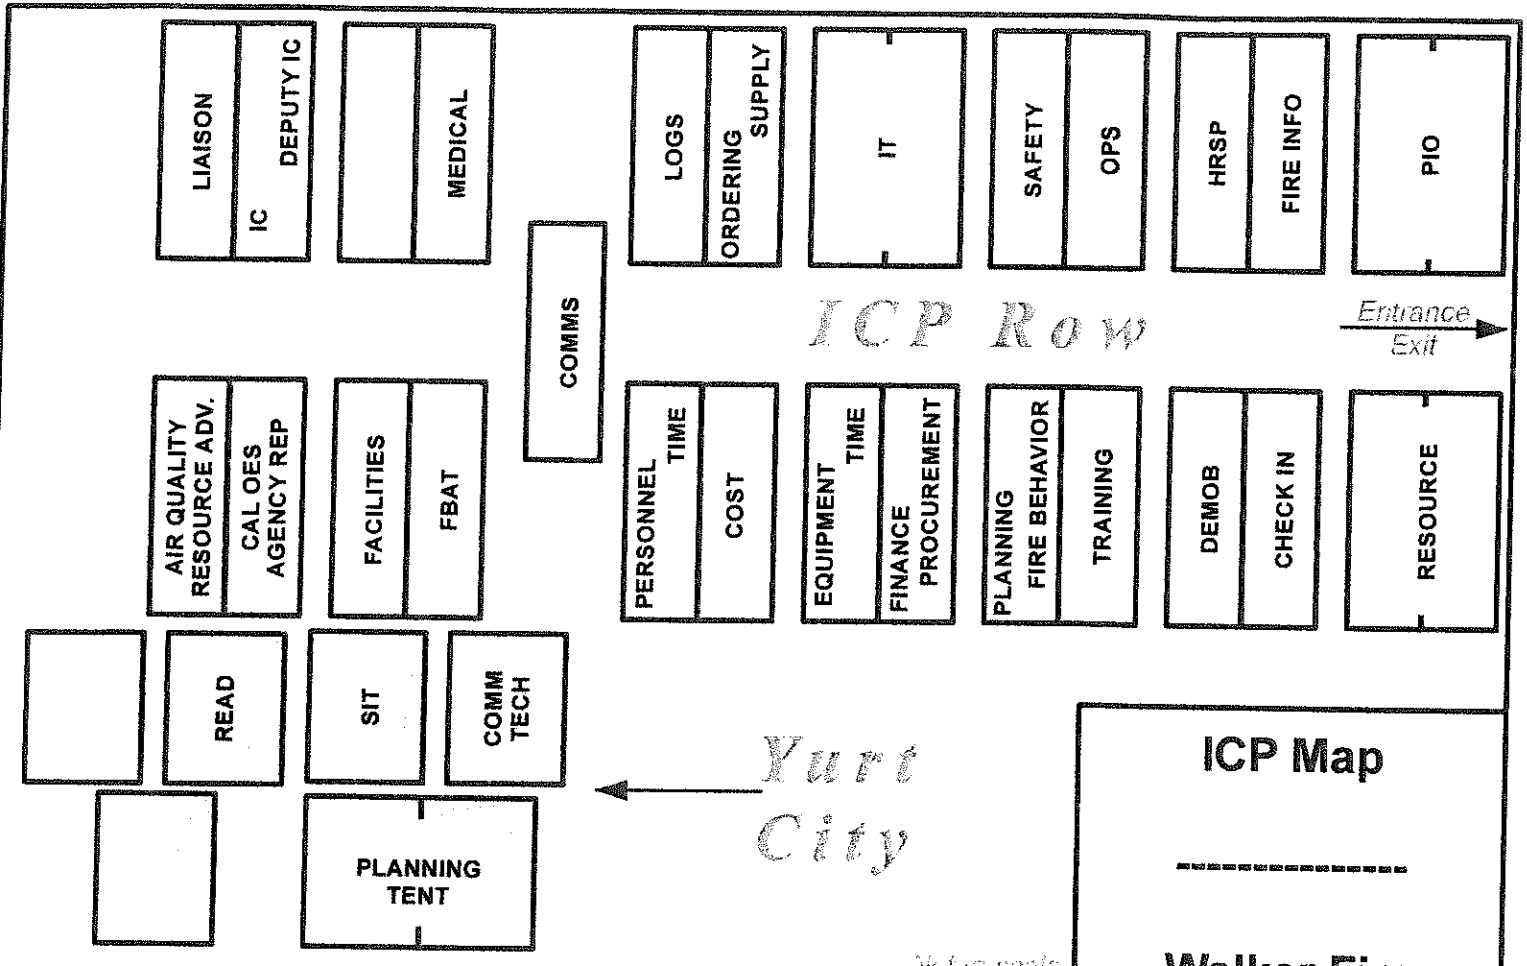 LIAISON
IC DEPUTY IC
MEDICAL
LOGS
ORDERING
SUPPLY
IT
SAFETY
OPS
HRSP
FIRE INFO
PIO
COMMS
ICP Row
Entrance
Exit
AIR QUALITY
RESOURCE ADV.
CAL OES
AGENCY REP
FACILITIES
FBAT
PERSONNEL
TIME
COST
EQUIPMENT
TIME
FINANCE
PROCUREMENT
PLANNING
FIRE BEHAVIOR
TRAINING
DEMOB
CHECK IN
RESOURCE
READ
SIT
COMM
TECH
Yurt
City
PLANNING
TENT
ICP Map